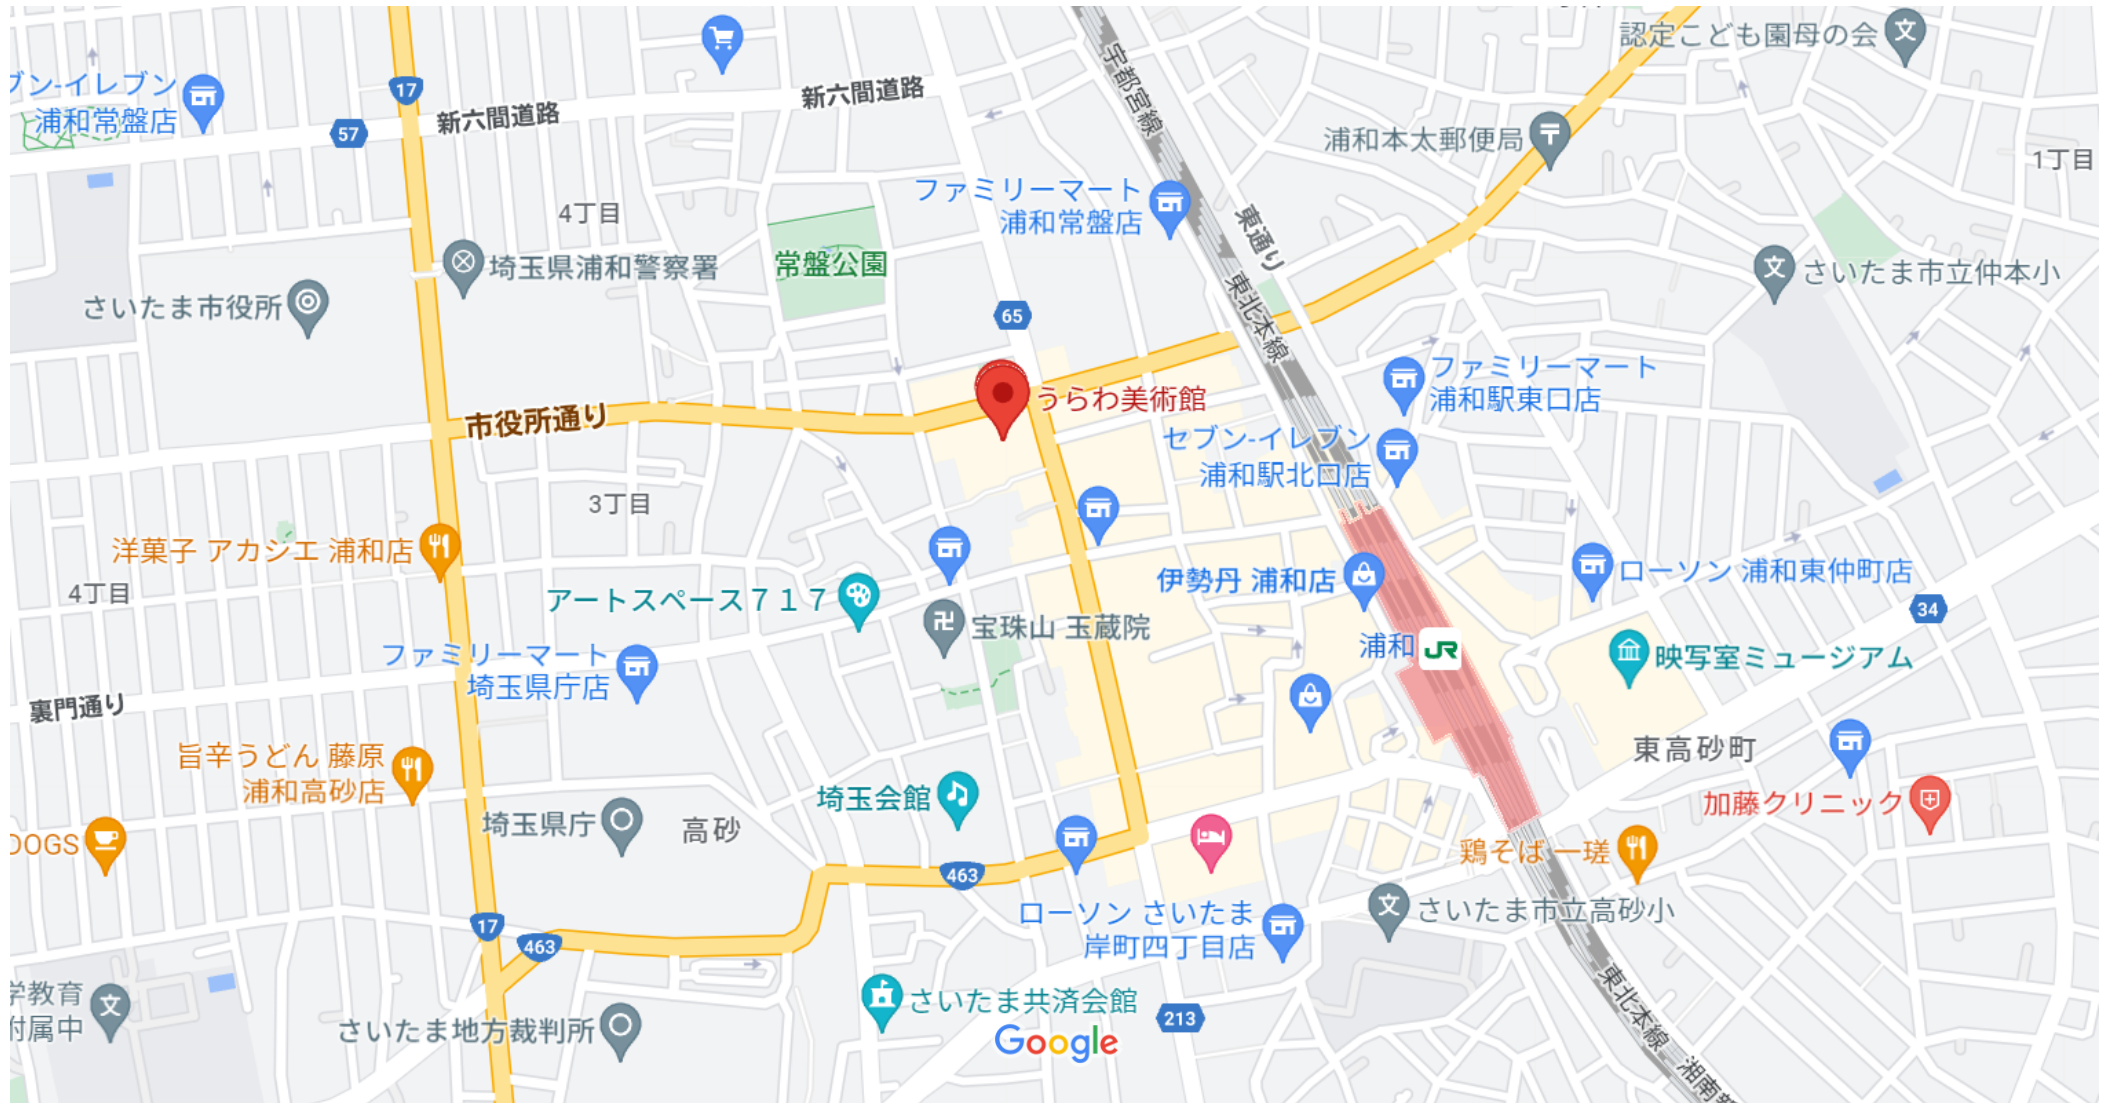 認定こども園母の会
ブン-イレブン
浦和常盤店
17
57
新六間道路
新六間道路
宇都宮線
浦和本太郵便局
1丁目
ファミリーマート
浦和常盤店
4丁目
東通り
埼玉県浦和警察署
常盤公園
さいたま市役所
さいたま市立仲本小
東北本線
65
うらわ美術館
市役所通り
ファミリーマート
浦和駅東口店
セブン-イレブン
浦和駅北口店
3丁目
洋菓子 アカシエ 浦和店
4丁目
アートスペース717
伊勢丹 浦和店
ローソン 浦和東仲町店
34
宝珠山 玉蔵院
浦和
JR
映写室ミュージアム
ファミリーマート
埼玉県庁店
裏門通り
旨辛うどん 藤原
浦和高砂店
東高砂町
埼玉会館
加藤クリニック
埼玉県庁
高砂
OGS
鶏そば 一瑳
463
17
463
ローソン さいたま
岸町四丁目店
さいたま市立高砂小
学教育
附属中
さいたま地方裁判所
さいたま共済会館
213
Google
東北本線
湘南新